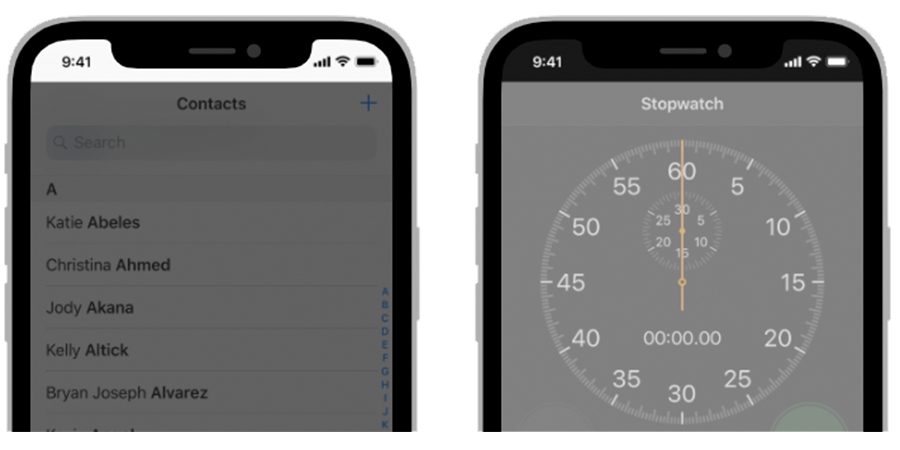 9:41
Contacts
+
Search
A
Katie Abeles
Christina Ahmed
Jody Akana
Kelly Altick
Bryan Joseph Alvarez
A
B
C
D
E
F
G
H
I
J
K
9:41
Stopwatch
60
55 5
50 10
45 15
40 20
35 25
30
30
25 5
20 10
15
00:00.00